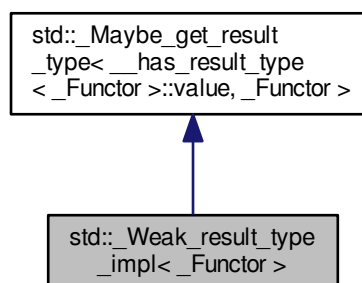 std::_Maybe_get_result
_type< __has_result_type
< _Functor >::value, _Functor >
std::_Weak_result_type
_impl< _Functor >